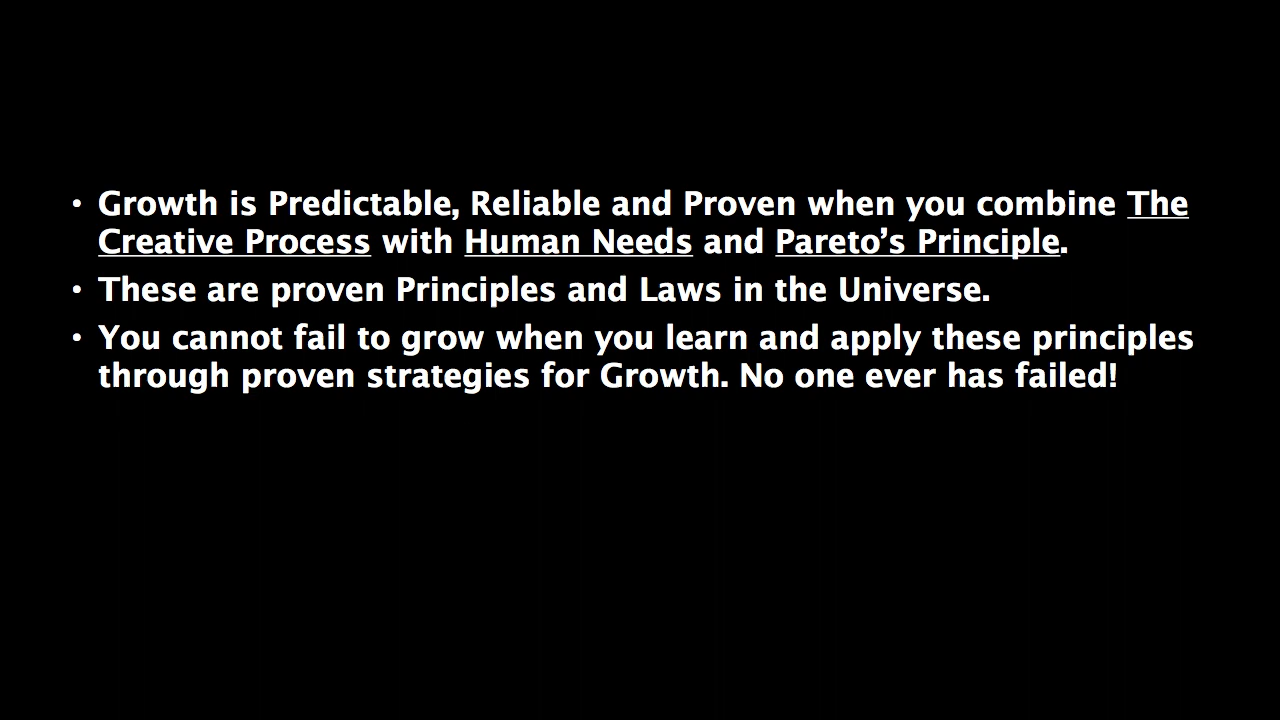 • Growth is Predictable, Reliable and Proven when you combine The
Creative Process with Human Needs and Pareto’s Principle.
• These are proven Principles and Laws in the Universe.
• You cannot fail to grow when you learn and apply these principles
through proven strategies for Growth. No one ever has failed!